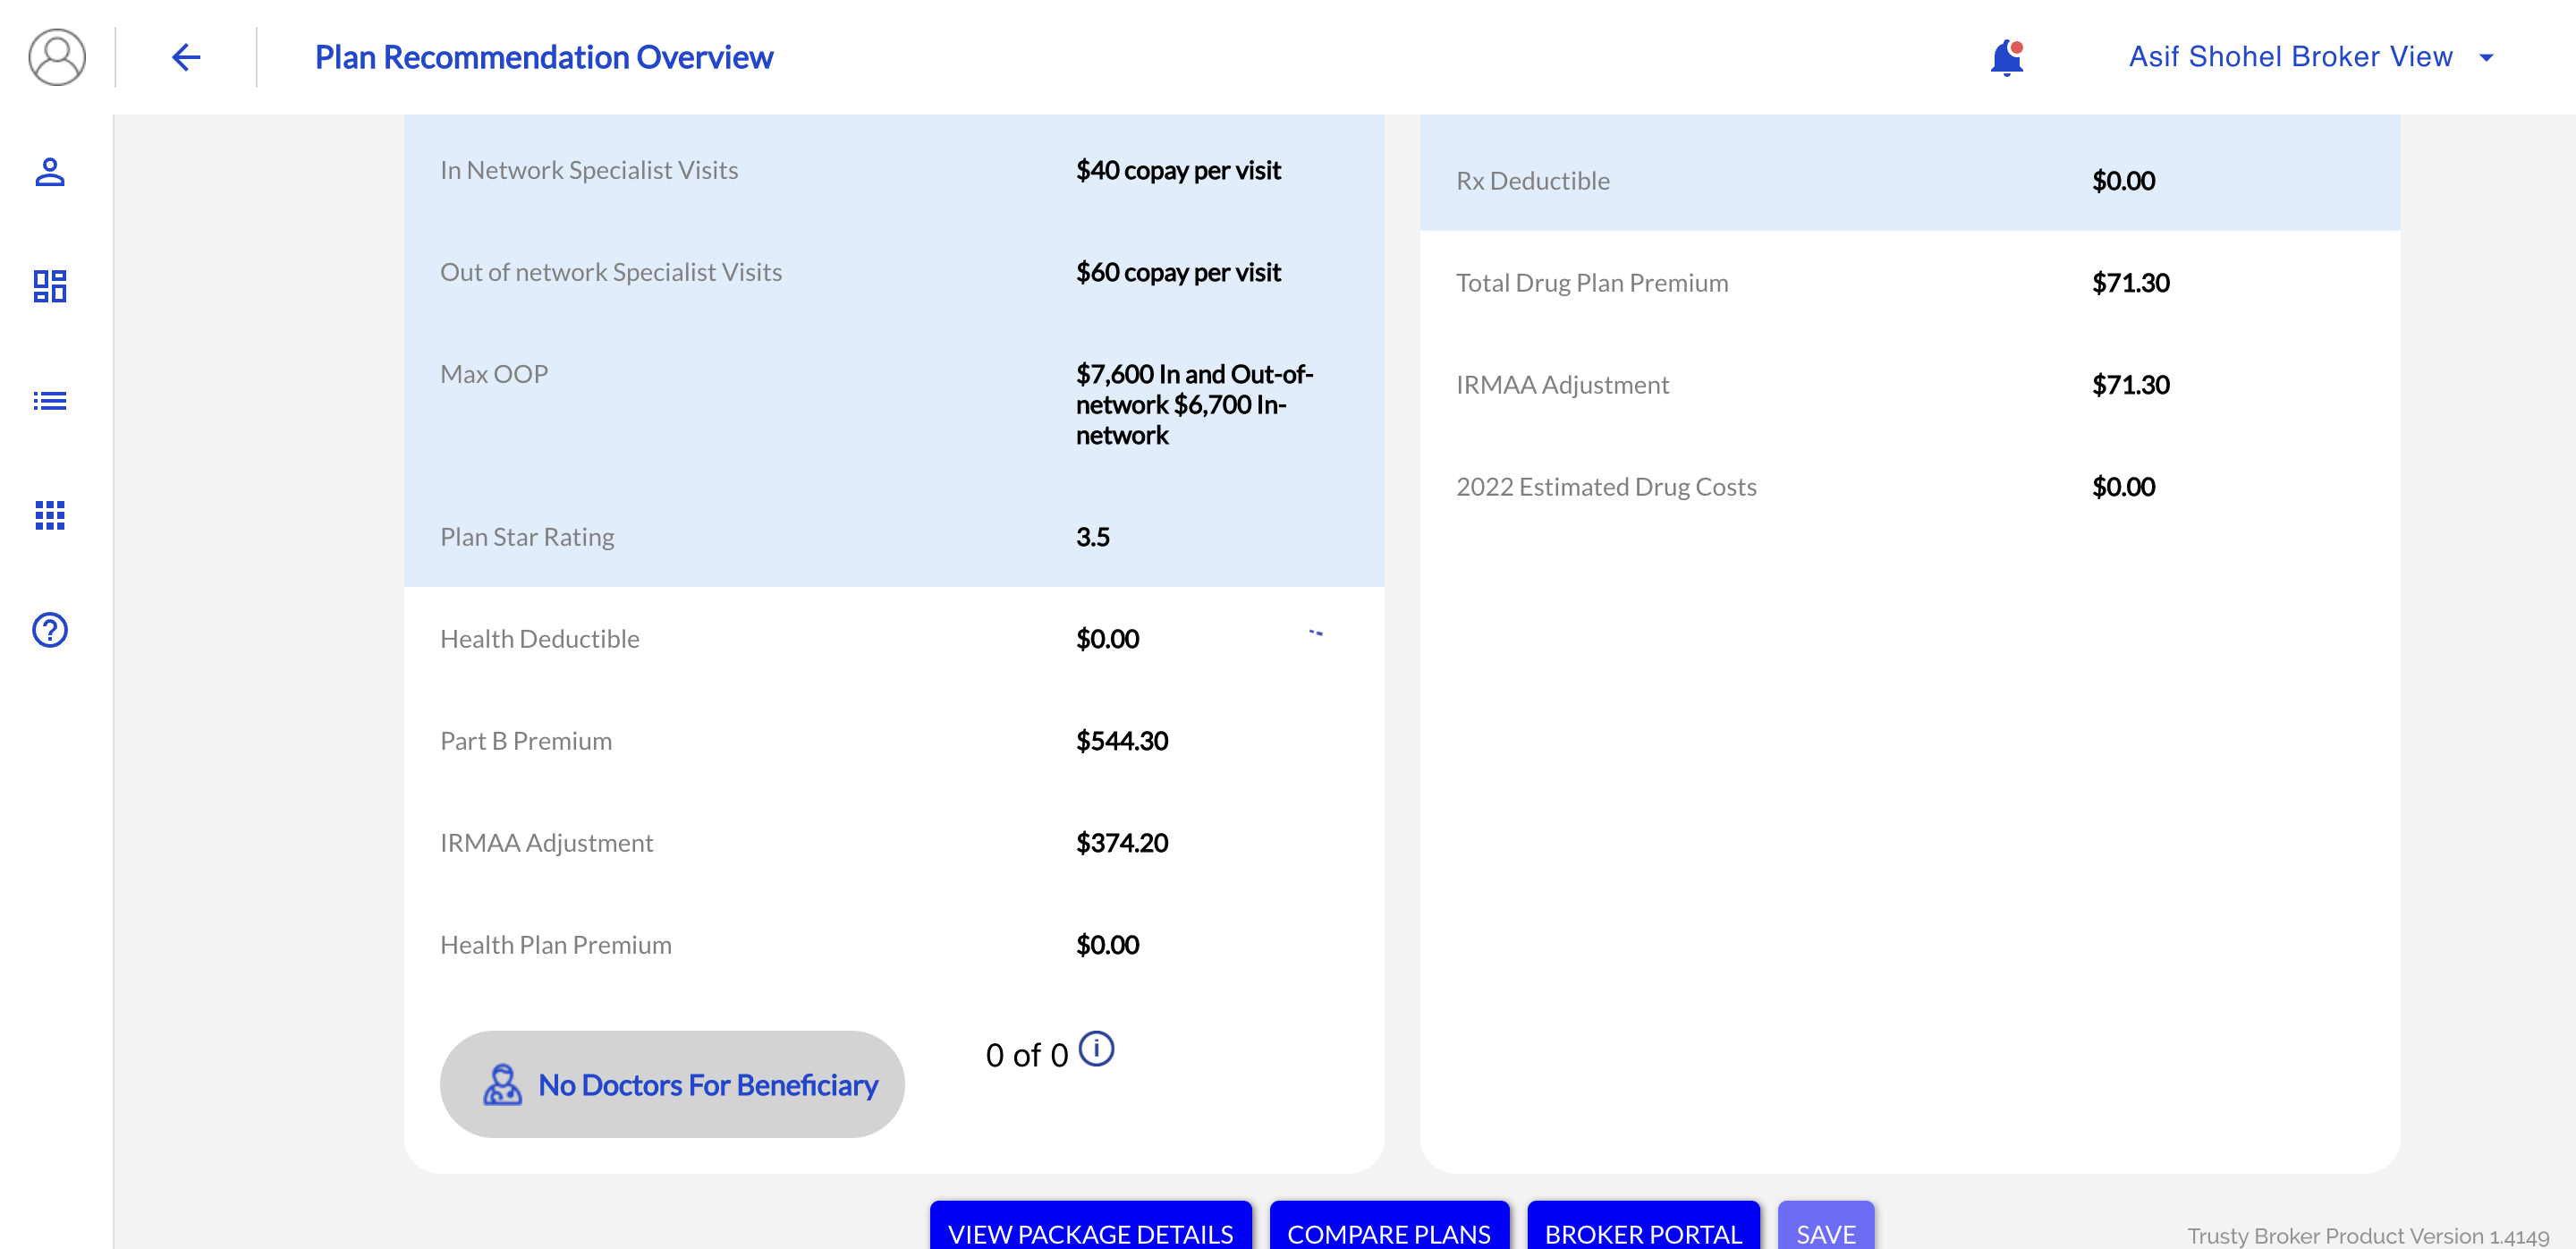 Plan Recommendation Overview
Asif Shohel Broker View
In Network Specialist Visits
$40 copay per visit
Out of network Specialist Visits
$60 copay per visit
Max OOP
$7,600 In and Out-of-
network $6,700 In-
network
Plan Star Rating
3.5
Health Deductible
$0.00
Part B Premium
$544.30
IRMAA Adjustment
$374.20
Health Plan Premium
$0.00
No Doctors For Beneficiary
0 of 0
Rx Deductible
$0.00
Total Drug Plan Premium
$71.30
IRMAA Adjustment
$71.30
2022 Estimated Drug Costs
$0.00
VIEW PACKAGE DETAILS
COMPARE PLANS
BROKER PORTAL
SAVE
Trusty Broker Product Version 1.4149